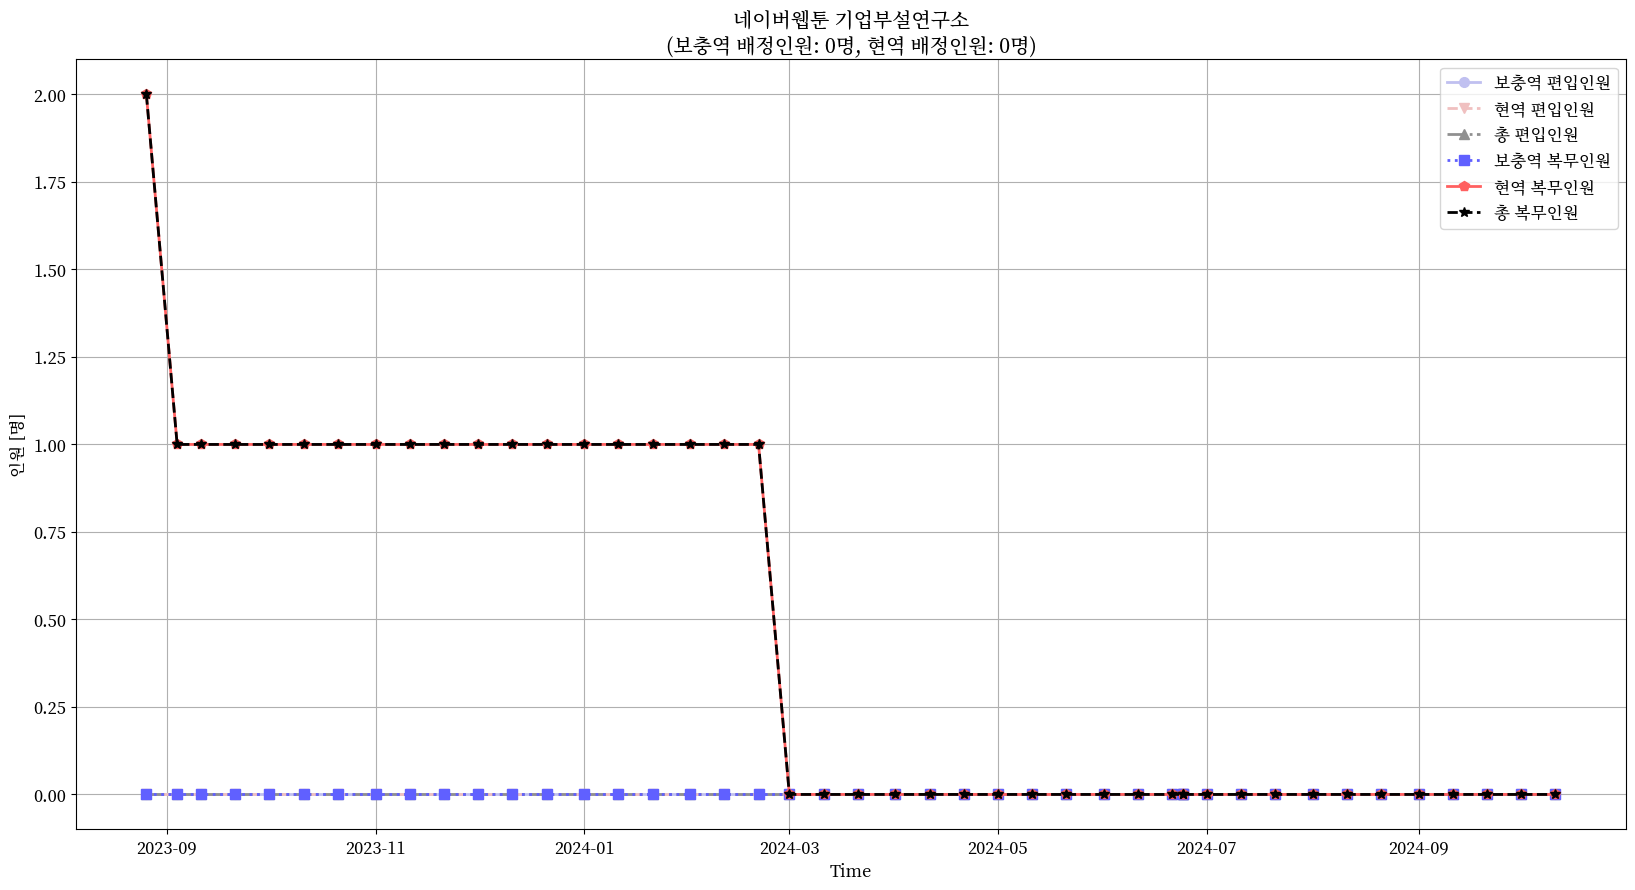 네이버웹툰 기업부설연구소
(보충역 배정인원: 0명, 현역 배정인원: 0명)
보충역 편입인원
현역 편입인원
총 편입인원
보충역 복무인원
현역 복무인원
총 복무인원
인원 [명]
2.00
1.75
1.50
1.25
1.00
0.75
0.50
0.25
0.00
2023-09
2023-11
2024-01
2024-03
2024-05
2024-07
2024-09
Time